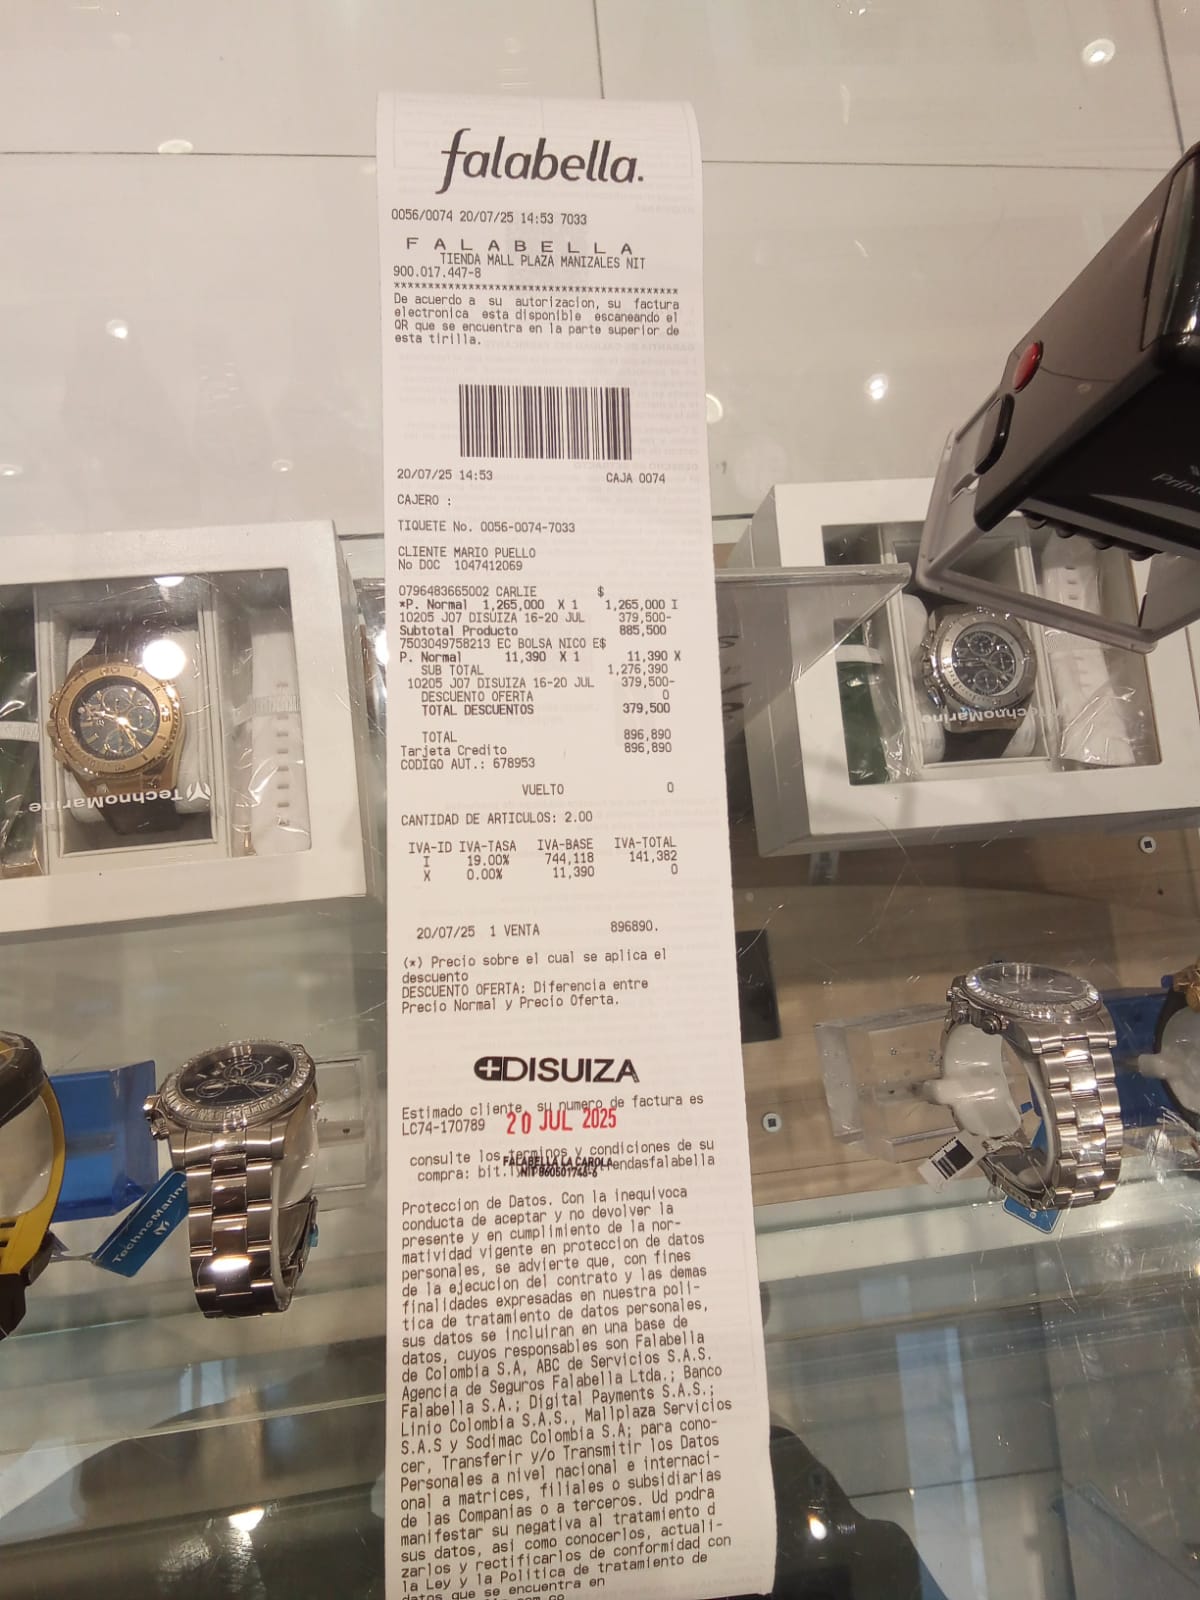 falabella.
0056/0074 20/07/25 14:53 7033
F A L A B E L L A
TIENDA MALL PLAZA MANIZALES NIT
900.017.447-8
****************************************
De acuerdo a su autorizacion, su factura
electronica esta disponible escaneando el
QR que se encuentra en la parte superior de
esta tirilla.
20/07/25 14:53 CAJA 0074
CAJERO :
TIQUETE No. 0056-0074-7033
CLIENTE MARIO PUELLO
No DOC 1047412069
0796483665002 CARLIE $
*P. Normal 1,265,000 X 1 1,265,000 I
10205 J07 DISUIZA 16-20 JUL 379,500-
Subtotal Producto 885,500
7503049758213 EC BOLSA NICO E$
P. Normal 11,390 X 1 11,390 X
SUB TOTAL 1,276,390
10205 J07 DISUIZA 16-20 JUL 379,500-
DESCUENTO OFERTA 0
TOTAL DESCUENTOS 379,500
TOTAL 896,890
Tarjeta Credito 896,890
CODIGO AUT.: 678953
VUELTO 0
CANTIDAD DE ARTICULOS: 2.00
IVA-ID IVA-TASA IVA-BASE IVA-TOTAL
I 19.00% 744,118 141,382
X 0.00% 11,390 0
20/07/25 1 VENTA 896890.
(*) Precio sobre el cual se aplica el
descuento
DESCUENTO OFERTA: Diferencia entre
Precio Normal y Precio Oferta.
DISUIZA
Estimado cliente, su numero de factura es
LC74-170789
20 JUL 2025
consulte los terminos y condiciones de su
FALABELLA LA CAROLA
compra: bit. tiendasfalabella
Proteccion de Datos. Con la inequivoca
conducta de aceptar y no devolver la
presente y en cumplimiento de la nor-
matividad vigente en proteccion de datos
personales, se advierte que, con fines
de la ejecucion del contrato y las demas
finalidades expresadas en nuestra poli-
tica de tratamiento de datos personales,
sus datos se incluiran en una base de
datos, cuyos responsables son Falabella
de Colombia S.A, ABC de Servicios S.A.S.
Agencia de Seguros Falabella Ltda.; Banco
Falabella S.A.; Digital Payments S.A.S.;
Linio Colombia S.A.S., Mallplaza Servicios
S.A.S y Sodimac Colombia S.A; para cono-
cer, Transferir y/o Transmitir los Datos
Personales a nivel nacional e internaci-
onal a matrices, filiales o subsidiarias
de las Companias o a terceros. Ud podra
manifestar su negativa al tratamiento d
sus datos, asi como conocerlos, actuali-
zarlos y rectificarlos de conformidad con
la Ley y la Politica de tratamiento de
datos que se encuentra en
TechnoMarine
TechnoMarine
TechnoMarine